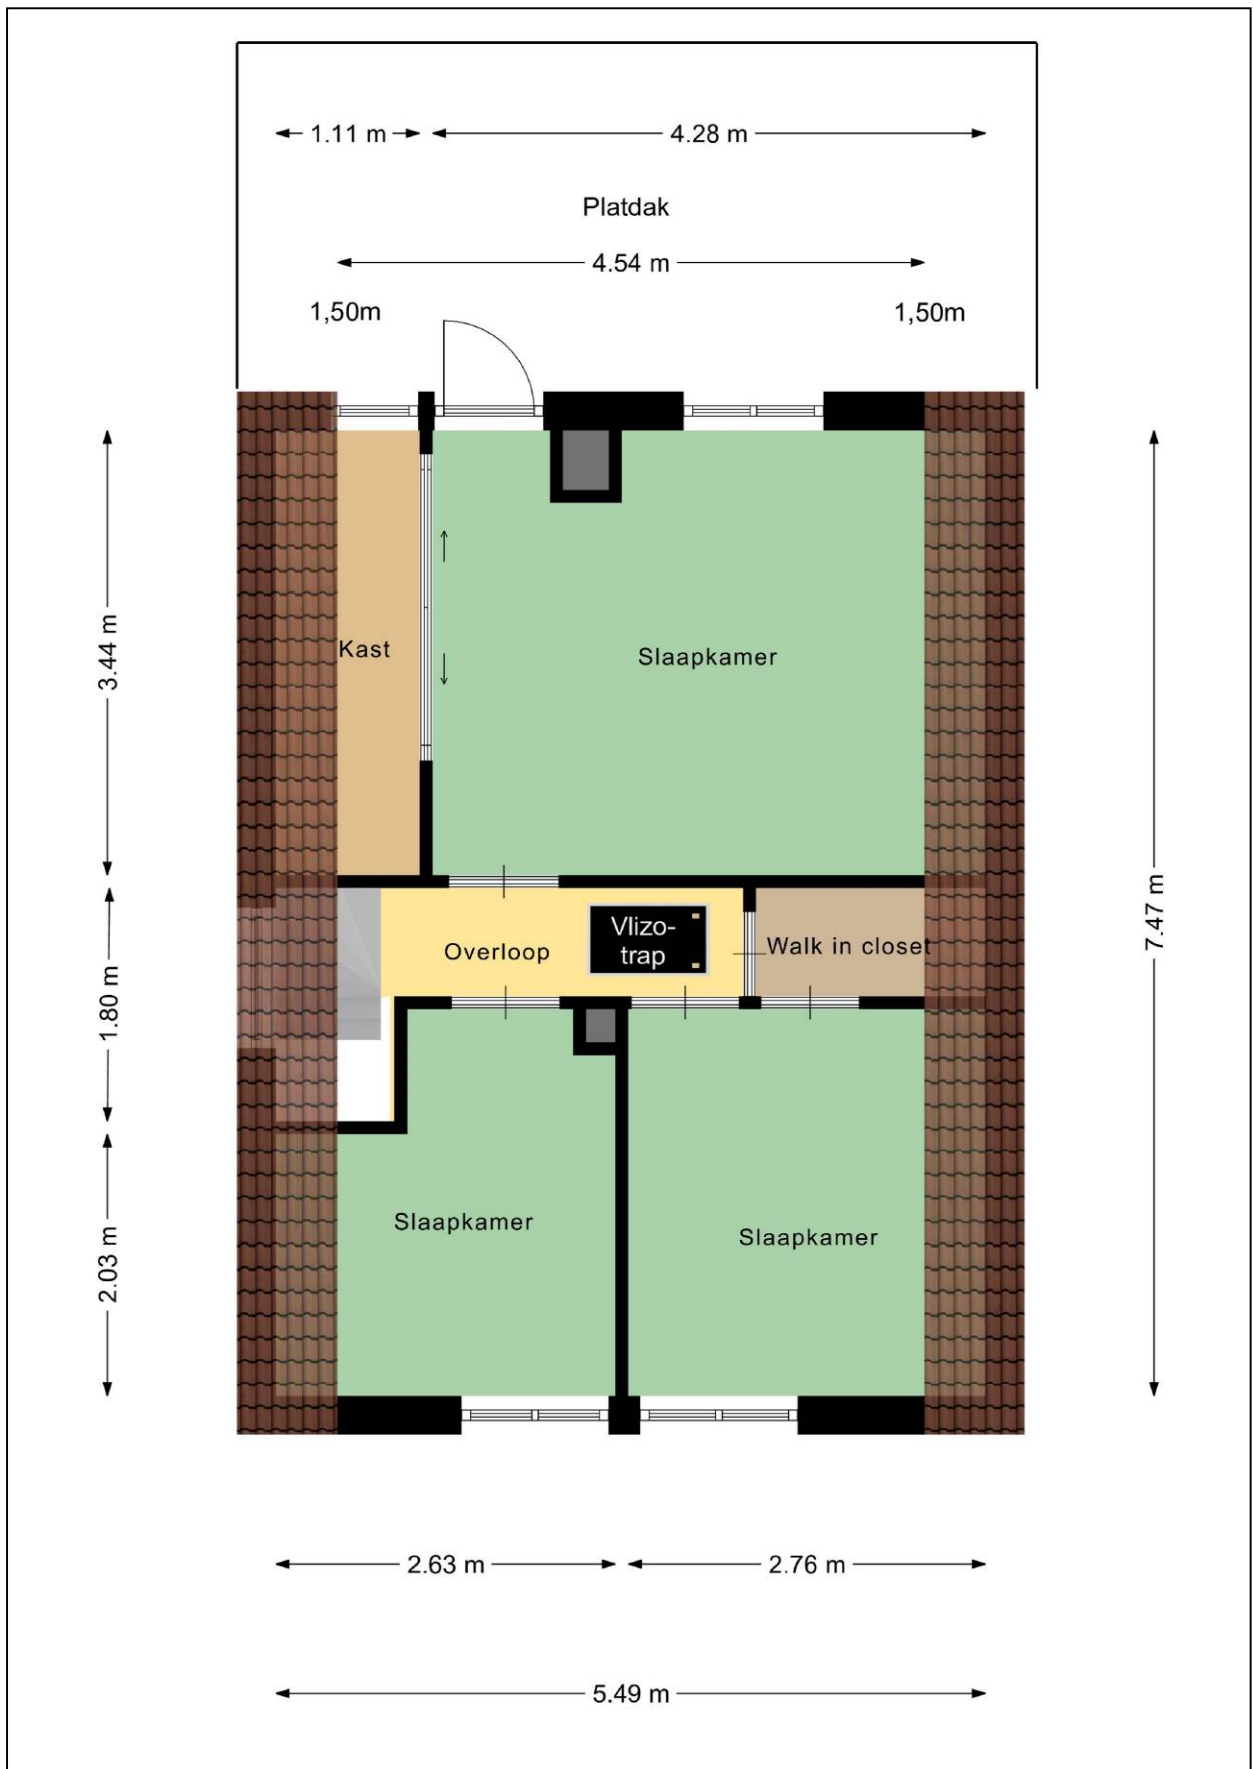 1.11 m
4.28 m
Platdak
4.54 m
1,50m
1,50m
3.44 m
Kast
Slaapkamer
7.47 m
Vlizo-
trap
Overloop
Walk in closet
1.80 m
Slaapkamer
Slaapkamer
2.03 m
2.63 m
2.76 m
5.49 m